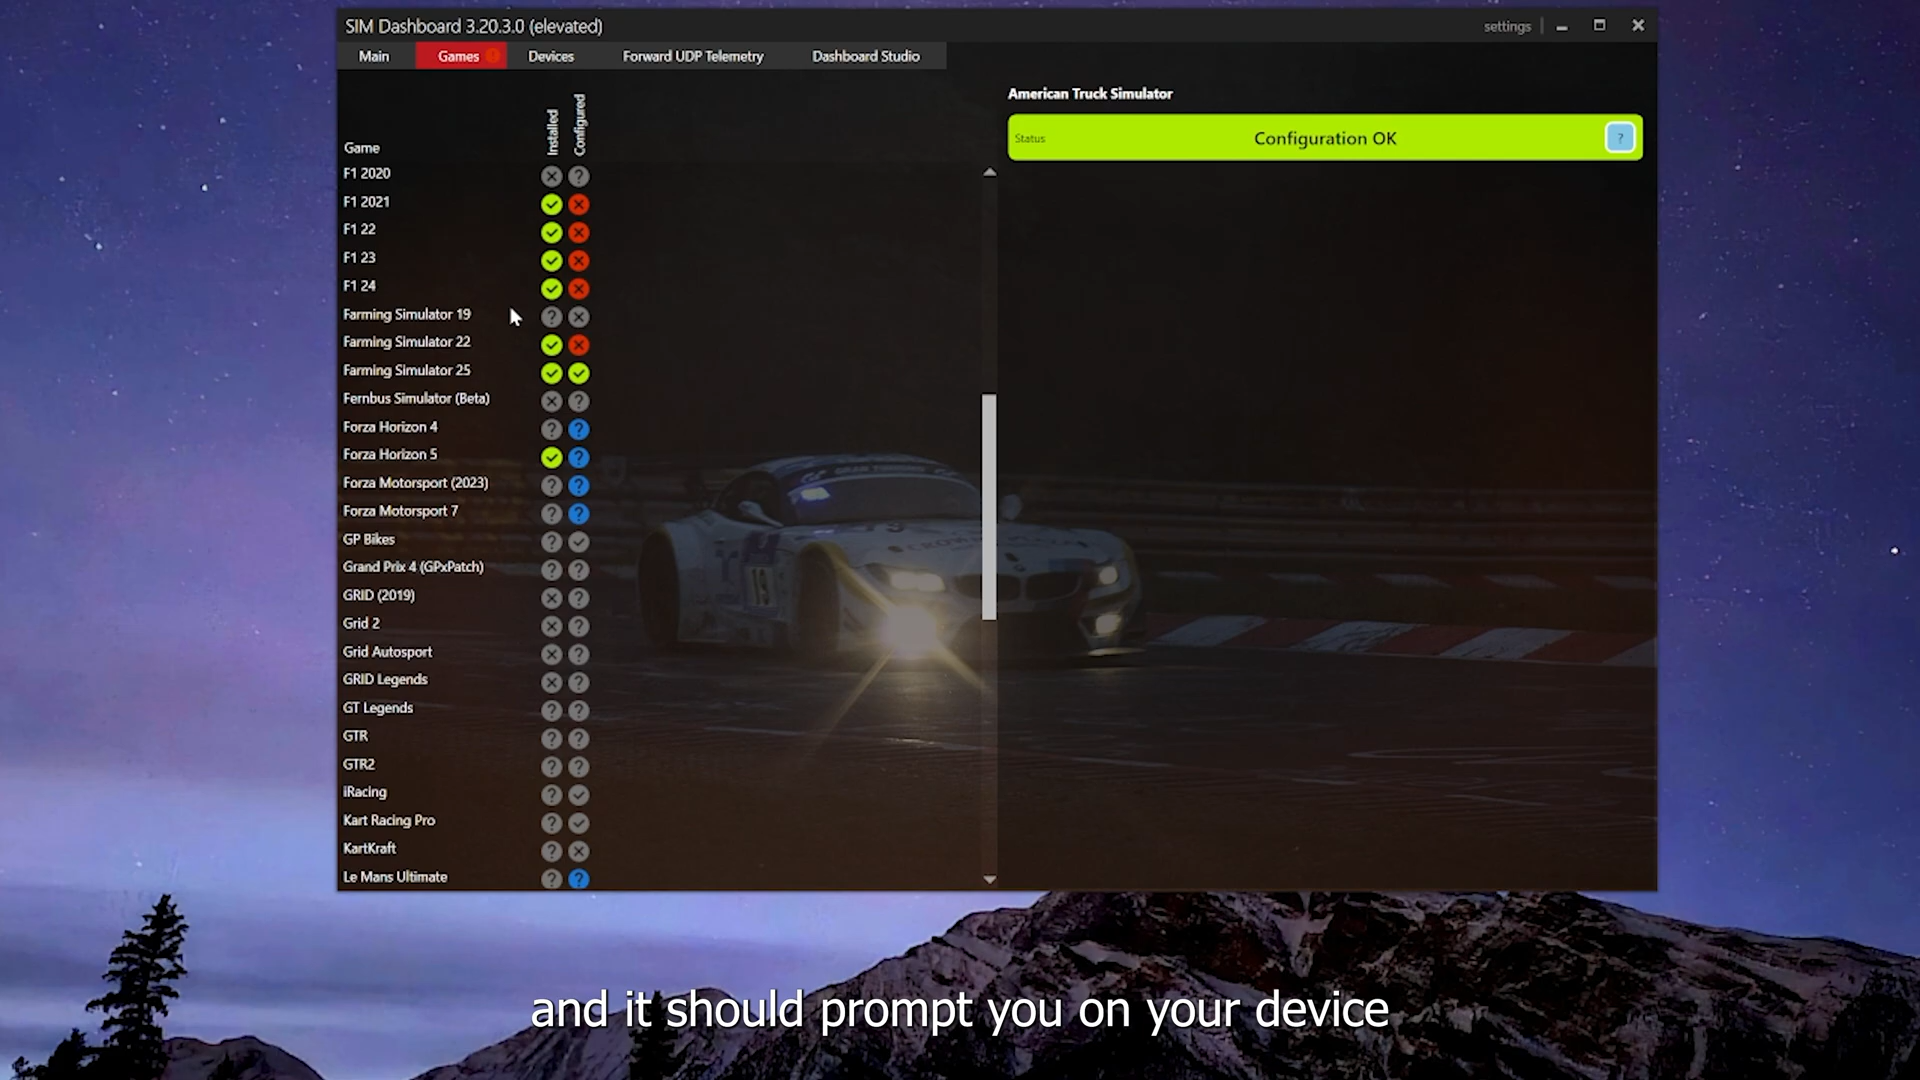 SIM Dashboard 3.20.3.0 (elevated)
settings
Main
Games
Devices
Forward UDP Telemetry
Dashboard Studio
American Truck Simulator
Status
Configuration OK
?
Game
Installed
Configured
F1 2020
F1 2021
F1 22
F1 23
F1 24
Farming Simulator 19
Farming Simulator 22
Farming Simulator 25
Fernbus Simulator (Beta)
Forza Horizon 4
Forza Horizon 5
Forza Motorsport (2023)
Forza Motorsport 7
GP Bikes
Grand Prix 4 (GPxPatch)
GRID (2019)
Grid 2
Grid Autosport
GRID Legends
GT Legends
GTR
GTR2
iRacing
Kart Racing Pro
KartKraft
Le Mans Ultimate
19
and it should prompt you on your device